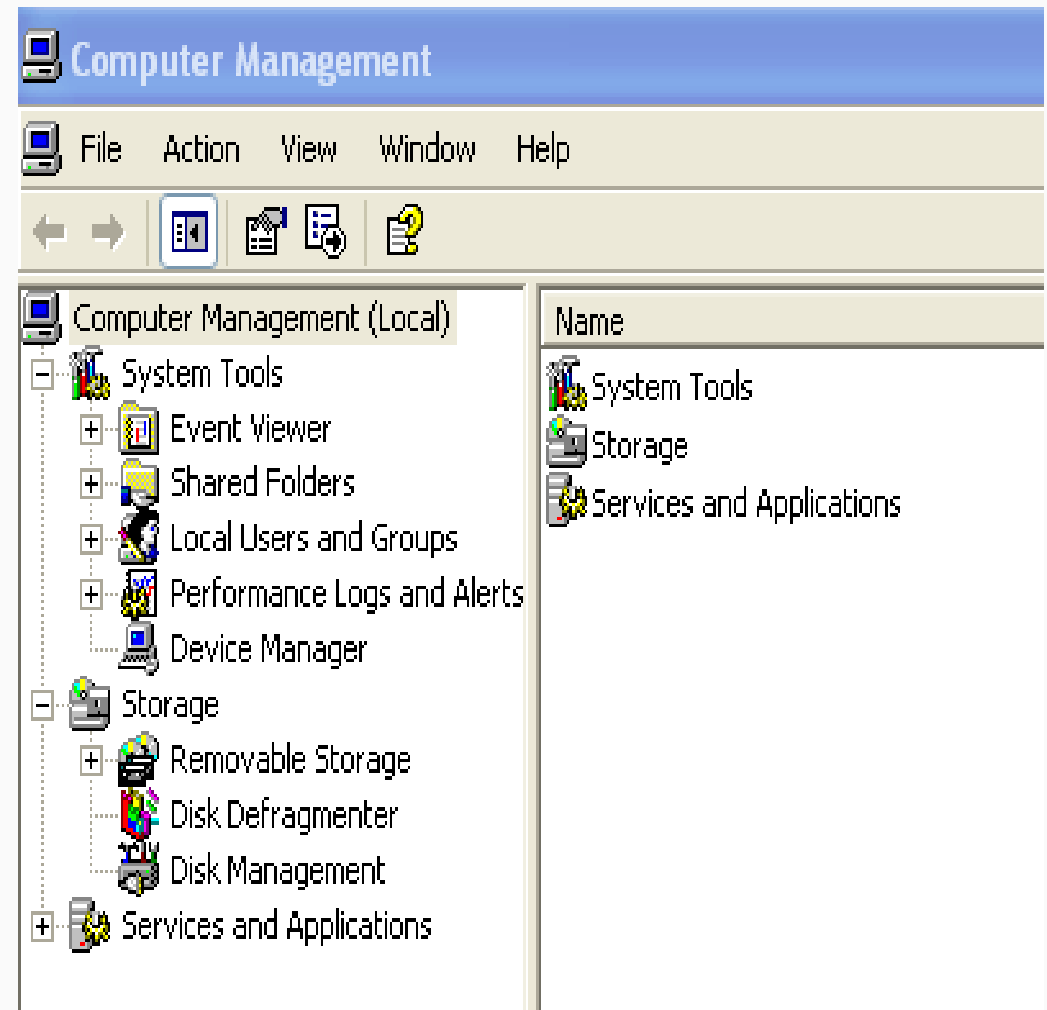 Computer Management
File Action View Window Help
Computer Management (Local)
System Tools
Event Viewer
Shared Folders
Local Users and Groups
Performance Logs and Alerts
Device Manager
Storage
Removable Storage
Disk Defragmenter
Disk Management
Services and Applications
Name
System Tools
Storage
Services and Applications